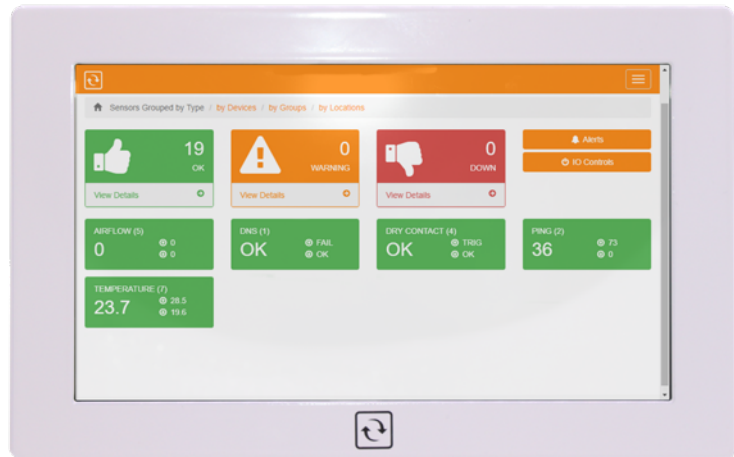 Sensors Grouped by Type / by Devices / by Groups / by Locations
19
OK
View Details
0
WARNING
View Details
0
DOWN
View Details
Alerts
IO Controls
AIRFLOW (5)
0
0
0
DNS (1)
OK
FAIL
OK
DRY CONTACT (4)
OK
TRIG
OK
PING (2)
36
73
0
TEMPERATURE (7)
23.7
28.5
19.6